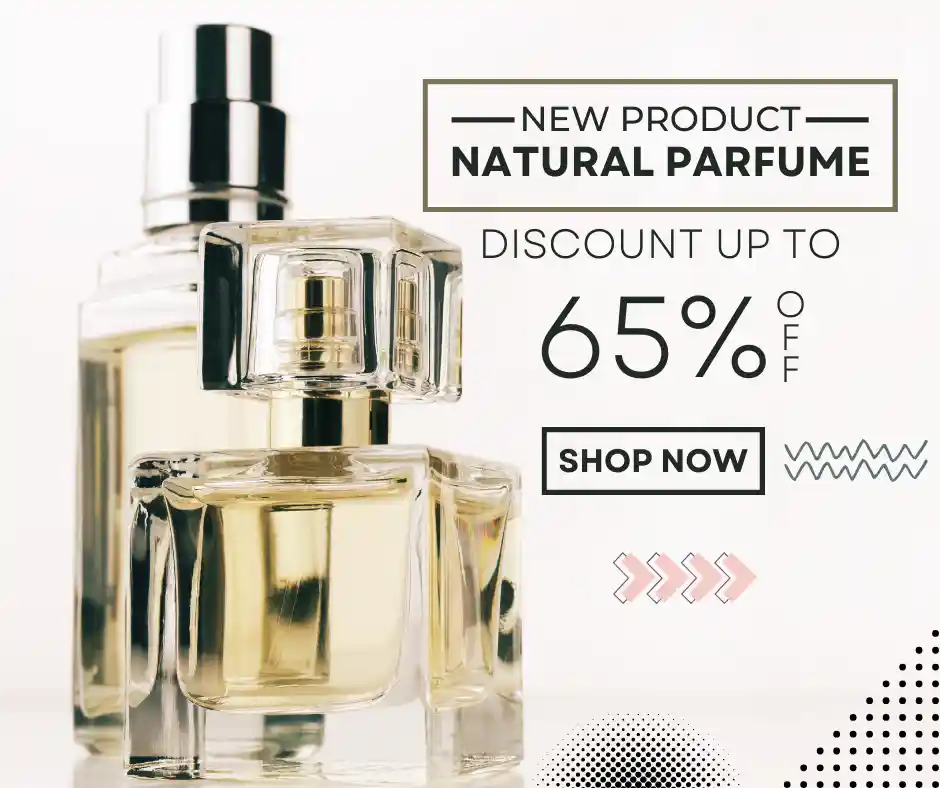 NEW PRODUCT
NATURAL PARFUME
DISCOUNT UP TO
65% OFF
SHOP NOW